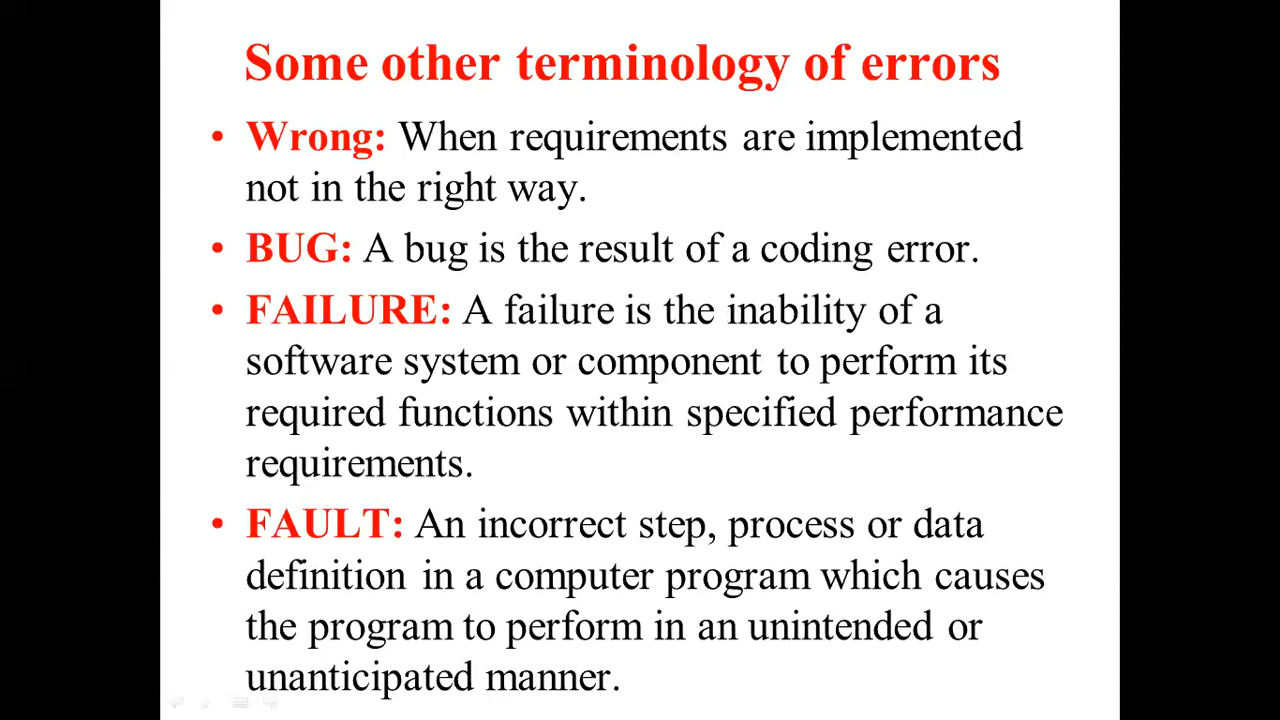 Some other terminology of errors
• Wrong: When requirements are implemented
not in the right way.
• BUG: A bug is the result of a coding error.
• FAILURE: A failure is the inability of a
software system or component to perform its
required functions within specified performance
requirements.
• FAULT: An incorrect step, process or data
definition in a computer program which causes
the program to perform in an unintended or
unanticipated manner.